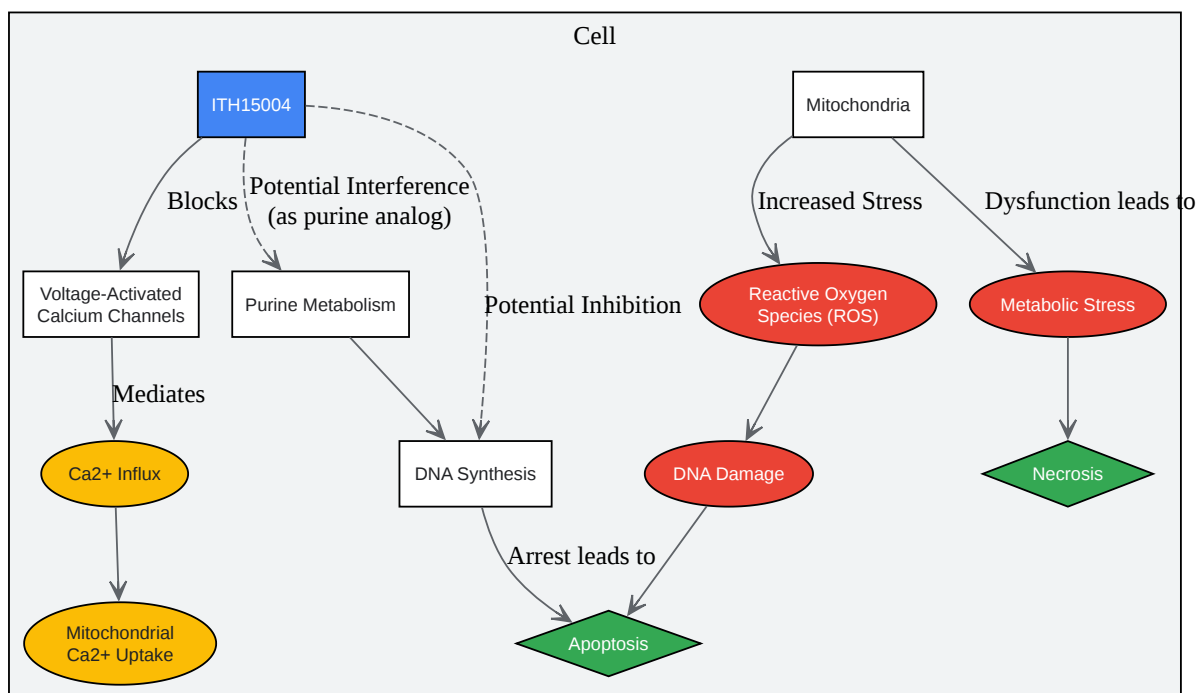 Cell
ITH15004
Mitochondria
Blocks
Potential Interference
(as purine analog)
Increased Stress
Dysfunction leads to
Voltage-Activated
Calcium Channels
Purine Metabolism
Potential Inhibition
Reactive Oxygen
Species (ROS)
Metabolic Stress
Mediates
Ca2+ Influx
DNA Synthesis
DNA Damage
Necrosis
Arrest leads to
Mitochondrial
Ca2+ Uptake
Apoptosis